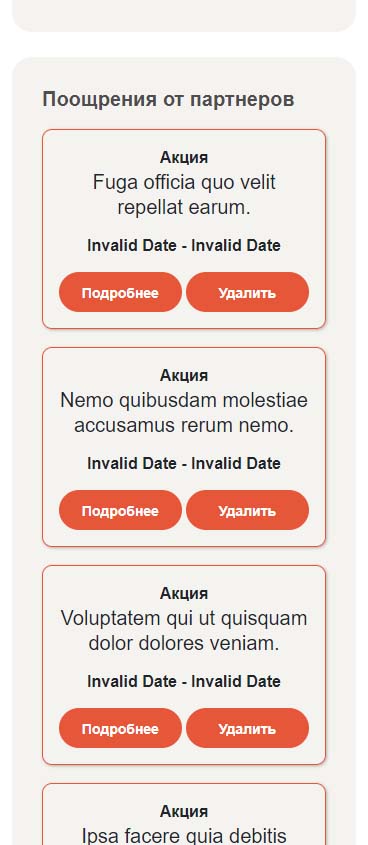 Поощрения от партнеров
Акция
Fuga officia quo velit
repellat earum.
Invalid Date - Invalid Date
Подробнее Удалить
Акция
Nemo quibusdam molestiae
accusamus rerum nemo.
Invalid Date - Invalid Date
Подробнее Удалить
Акция
Voluptatem qui ut quisquam
dolor dolores veniam.
Invalid Date - Invalid Date
Подробнее Удалить
Акция
Ipsa facere quia debitis